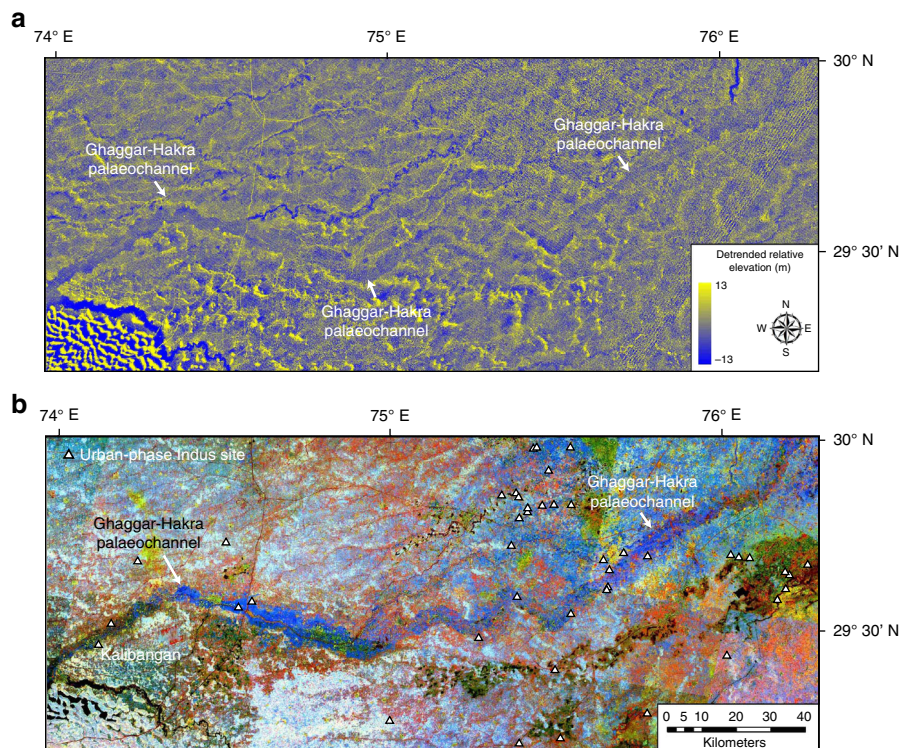 a
74° E
75° E
76° E
30° N
Ghaggar-Hakra
palaeochannel
Ghaggar-Hakra
palaeochannel
29° 30′ N
Ghaggar-Hakra
palaeochannel
Detrended relative
elevation (m)
13
–13
N
W
E
S
b
74° E
75° E
76° E
30° N
Urban-phase Indus site
Ghaggar-Hakra
palaeochannel
Ghaggar-Hakra
palaeochannel
29° 30′ N
Kalibangan
0 5 10 20 30 40
Kilometers